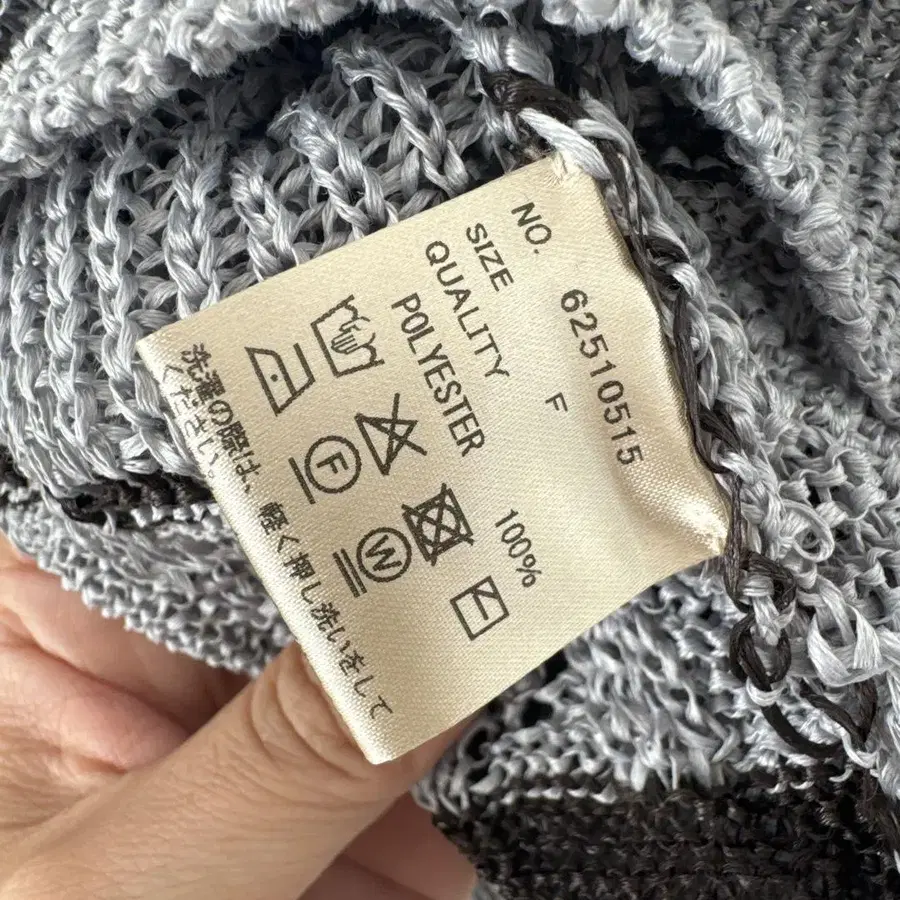 NO. 62510515
SIZE F
QUALITY
POLYESTER 100%
F W
洗濯の際は、軽く押し洗いをして
ください。